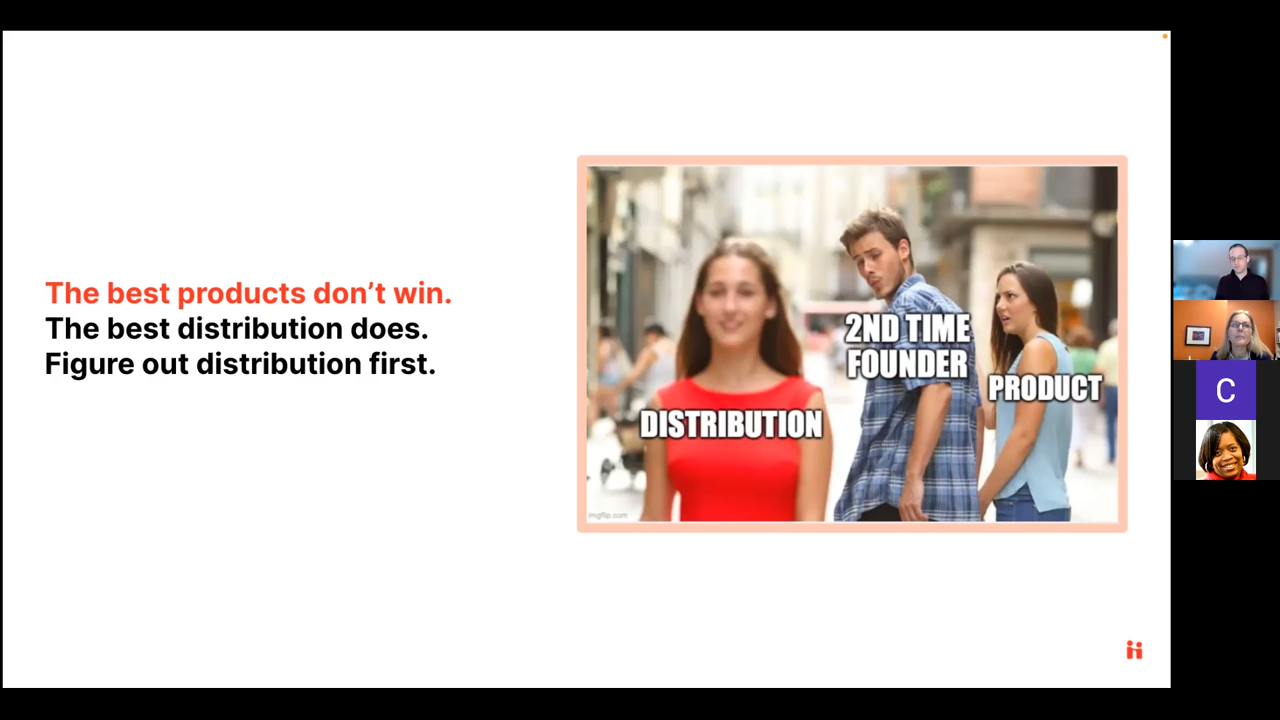 The best products don’t win.
The best distribution does.
Figure out distribution first.
DISTRIBUTION
2ND TIME
FOUNDER
PRODUCT
imgflip.com
C